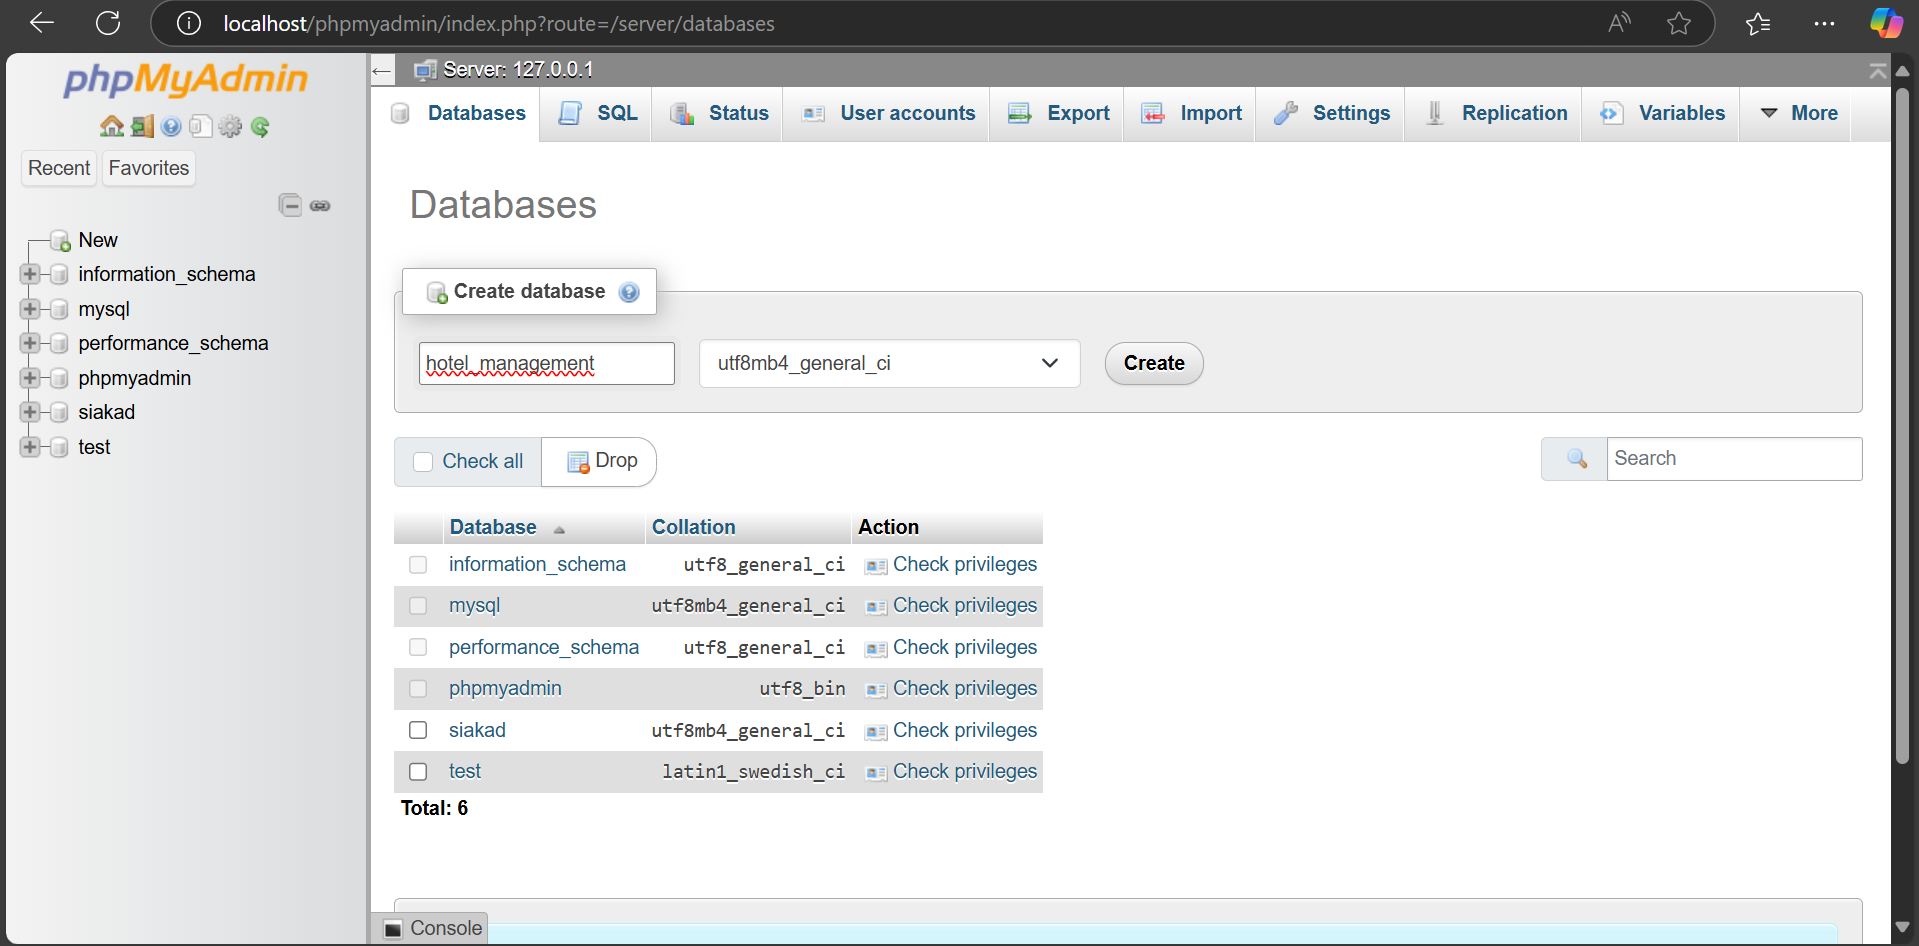 localhost/phpmyadmin/index.php?route=/server/databases
phpMyAdmin
Recent Favorites
New
information_schema
mysql
performance_schema
phpmyadmin
siakad
test
Server: 127.0.0.1
Databases SQL Status User accounts Export Import Settings Replication Variables More
Databases
Create database
hotel_management utf8mb4_general_ci Create
Check all Drop Search
Database Collation Action
information_schema utf8_general_ci Check privileges
mysql utf8mb4_general_ci Check privileges
performance_schema utf8_general_ci Check privileges
phpmyadmin utf8_bin Check privileges
siakad utf8mb4_general_ci Check privileges
test latin1_swedish_ci Check privileges
Total: 6
Console